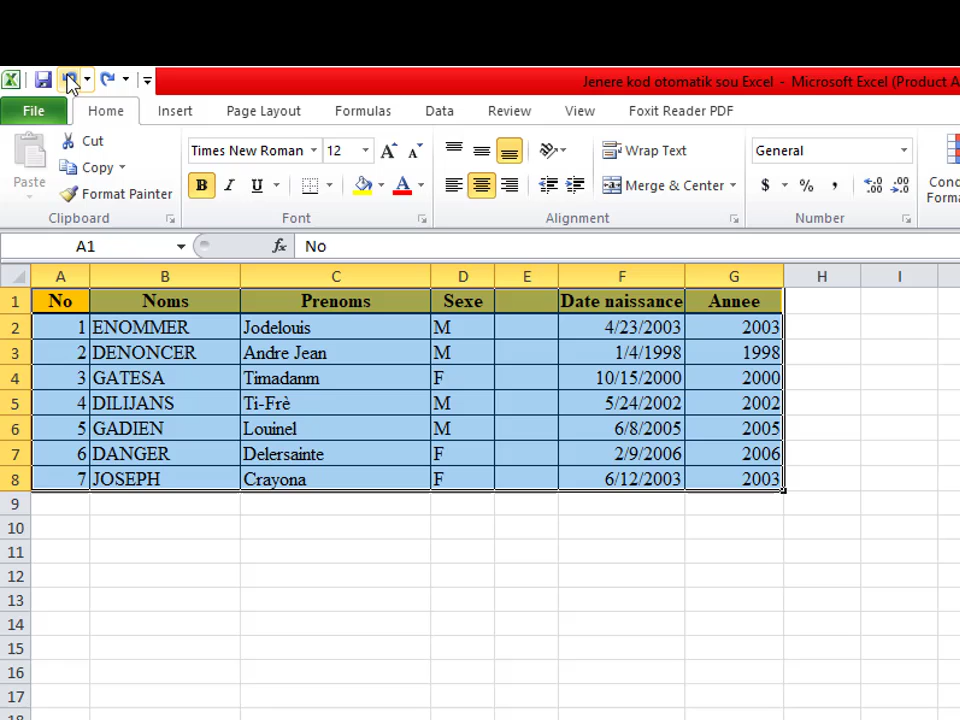 Jenere kod otomatik sou Excel - Microsoft Excel (Product A
File Home Insert Page Layout Formulas Data Review View Foxit Reader PDF
Paste Cut Copy Format Painter
Times New Roman 12
B I U
Wrap Text
Merge & Center
General
$ % , .0 .00 .00 .0
Cond
Forma
Clipboard Font Alignment Number
A1 fx No
A B C D E F G H I
1 No Noms Prenoms Sexe Date naissance Annee
2 1 ENOMMER Jodelouis M 4/23/2003 2003
3 2 DENONCER Andre Jean M 1/4/1998 1998
4 3 GATESA Timadanm F 10/15/2000 2000
5 4 DILIJANS Ti-Frè M 5/24/2002 2002
6 5 GADIEN Louinel M 6/8/2005 2005
7 6 DANGER Delersainte F 2/9/2006 2006
8 7 JOSEPH Crayona F 6/12/2003 2003
9
10
11
12
13
14
15
16
17
18